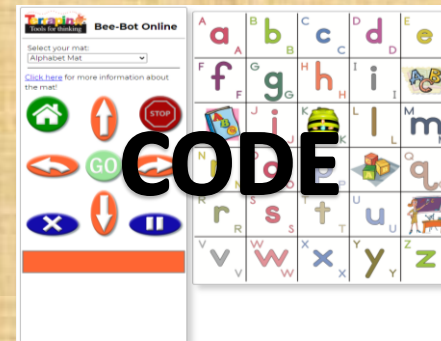 Terrapin
Tools for thinking
Bee-Bot Online
Select your mat:
Alphabet Mat
Click here for more information about
the mat!
STOP
GO
CODE
A a A B b B C c C D d D E e
F f F G g G H h H I i I ABC
J j J K L l L M m
N N O P q
R r R S s S T t T U u U
V v V W w W X x X Y y Y Z z